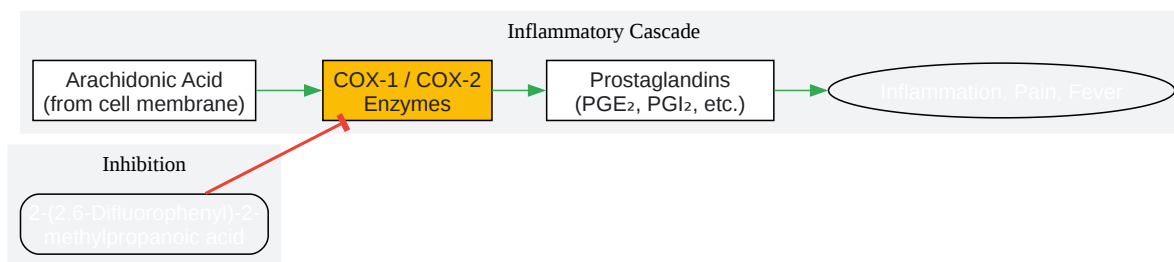 Inflammatory Cascade
Arachidonic Acid
(from cell membrane)
COX-1 / COX-2
Enzymes
Prostaglandins
(PGE₂, PGI₂, etc.)
Inflammation, Pain, Fever
Inhibition
2-(2,6-Difluorophenyl)-2-
methylpropanoic acid